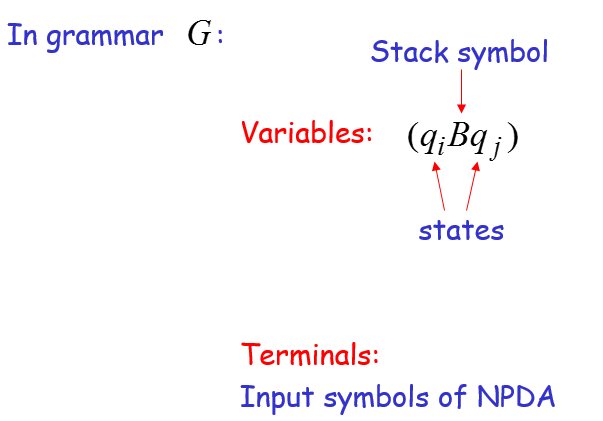 In grammar G:
Stack symbol
Variables: (q_i B q_j)
states
Terminals:
Input symbols of NPDA